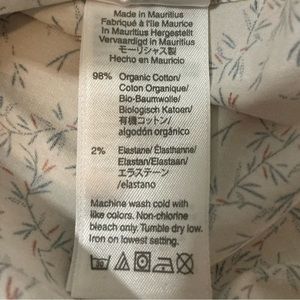 Made in Mauritius
Fabriqué à l'île Maurice
In Mauritius Hergestellt
Vervaardigd in Mauritius
モーリシャス製
Hecho en Mauricio
98% Organic Cotton/
Coton Organique/
Bio-Baumwolle/
Biologisch Katoen/
有機コットン/
algodón orgánico
2% Elastane/ Élasthanne/
Elastan/Elastaan/
エラステーン
/elastano
Machine wash cold with
like colors. Non-chlorine
bleach only. Tumble dry low.
Iron on lowest setting.